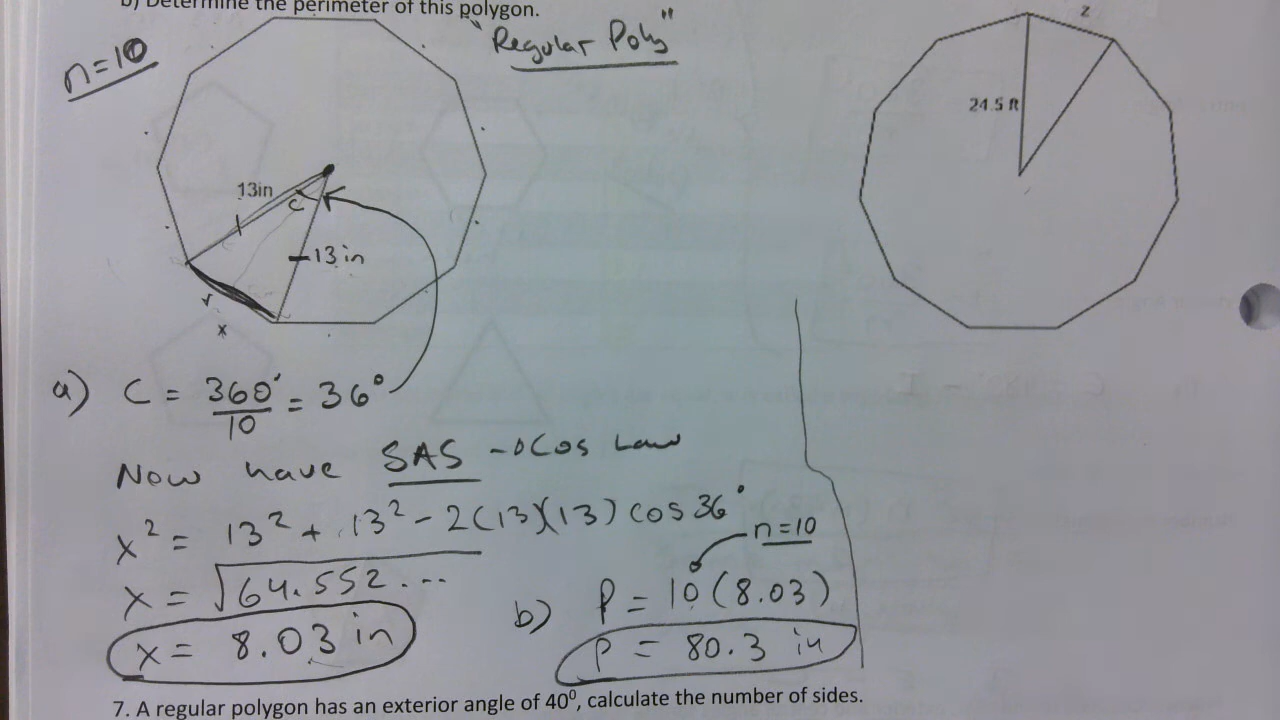 b) Determine the perimeter of this polygon.
n=10
"Regular Poly"
z
24.5 ft
13in
C
13 in
x
a) C = 360°/10 = 36°
Now have SAS → Cos Law
x² = 13² + 13² - 2(13)(13) cos 36°
n=10
x = √64.552...
b) P = 10(8.03)
x = 8.03 in
P = 80.3 in
7. A regular polygon has an exterior angle of 40⁰, calculate the number of sides.